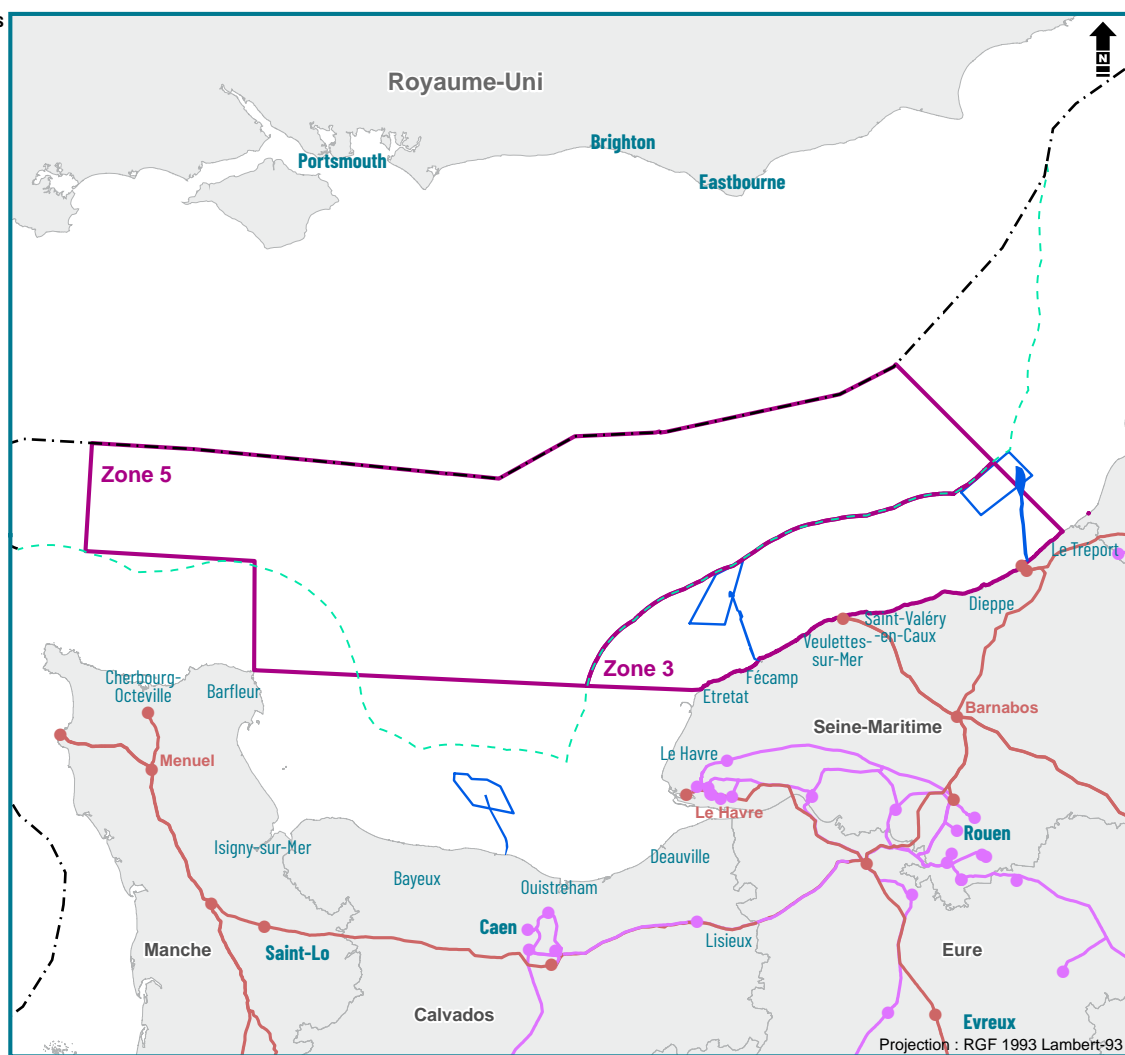 s
Royaume-Uni
N
Brighton
Portsmouth
Eastbourne
Zone 5
Le Treport
Dieppe
Saint-Valéry
-en-Caux
Veulettes-
sur-Mer
Zone 3
Fécamp
Etretat
Cherbourg-
Octeville
Barfleur
Barnabos
Seine-Maritime
Menuel
Le Havre
Le Havre
Rouen
Isigny-sur-Mer
Deauville
Bayeux
Ouistreham
Caen
Lisieux
Manche
Saint-Lo
Eure
Calvados
Evreux
Projection : RGF 1993 Lambert-93